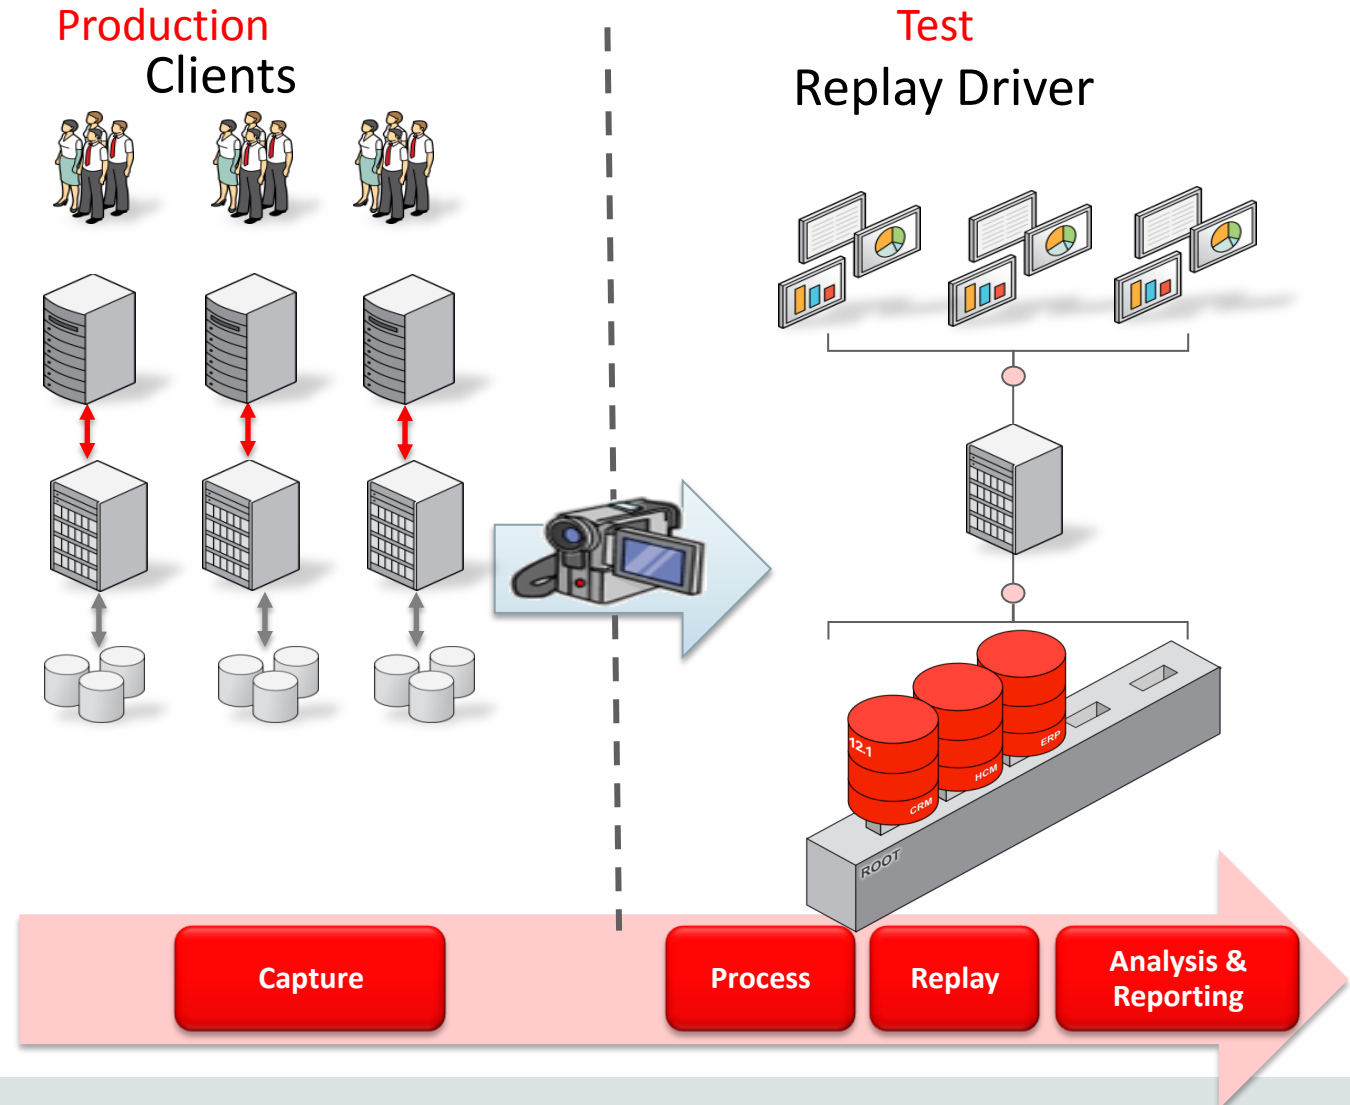 Production
Clients
Test
Replay Driver
12.1
CRM
HCM
ERP
ROOT
Capture
Process
Replay
Analysis &
Reporting